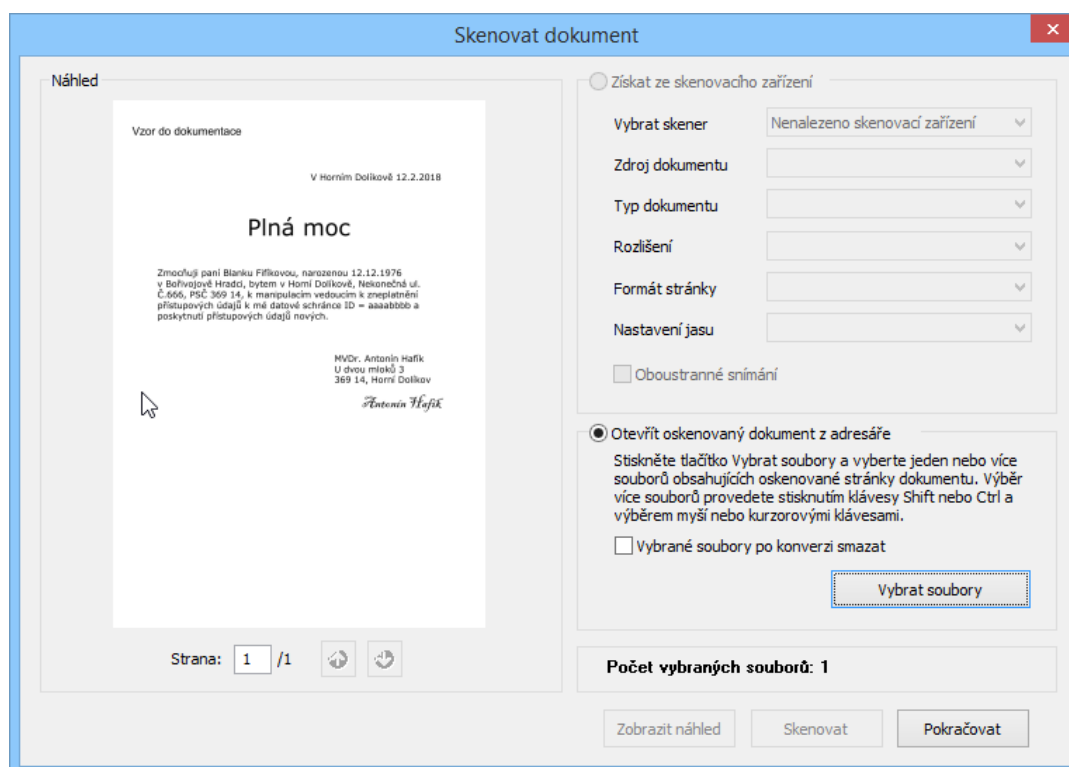 Skenovat dokument
Náhled
Vzor do dokumentace
V Horním Dolíkově 12.2.2018
Plná moc
Zmocňuji paní Blanku Fifíkovou, narozenou 12.12.1976
v Bořivojově Hradci, bytem v Horní Dolíkově, Nekonečná ul.
Č.666, PSČ 369 14, k manipulacím vedoucím k zneplatnění
přístupových údajů k mé datové schránce ID = aaaabbbb a
poskytnutí přístupových údajů nových.
MVDr. Antonín Hafík
U dvou mloků 3
369 14, Horní Dolíkov
Antonín Hafík
Strana: 1 /1
Získat ze skenovacího zařízení
Vybrat skener Nenalezeno skenovací zařízení
Zdroj dokumentu
Typ dokumentu
Rozlišení
Formát stránky
Nastavení jasu
Oboustranné snímání
Otevřít oskenovaný dokument z adresáře
Stiskněte tlačítko Vybrat soubory a vyberte jeden nebo více
souborů obsahujících oskenované stránky dokumentu. Výběr
více souborů provedete stisknutím klávesy Shift nebo Ctrl a
výběrem myší nebo kurzorovými klávesami.
Vybrané soubory po konverzi smazat
Vybrat soubory
Počet vybraných souborů: 1
Zobrazit náhled Skenovat Pokračovat